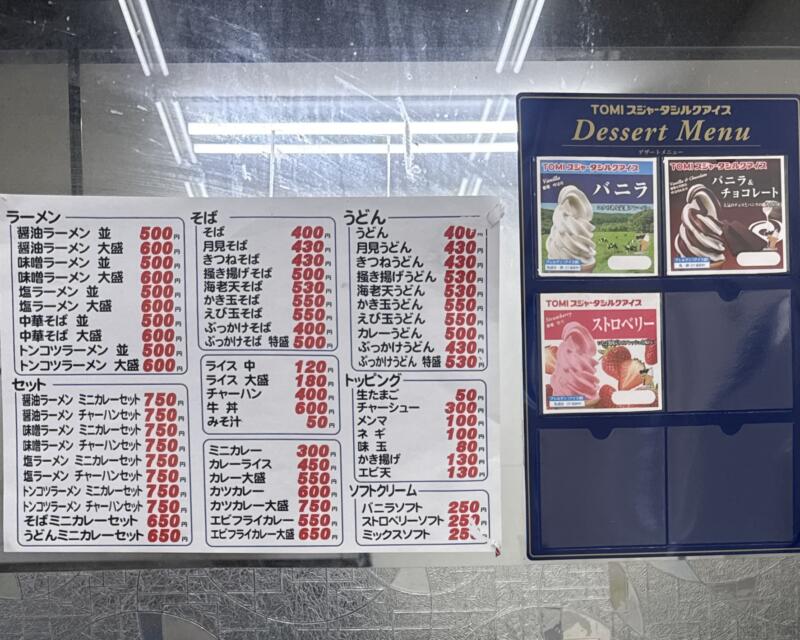 ラーメン
醤油ラーメン 並 500円
醤油ラーメン 大盛 600円
味噌ラーメン 並 500円
味噌ラーメン 大盛 600円
塩ラーメン 並 500円
塩ラーメン 大盛 600円
中華そば 並 500円
中華そば 大盛 600円
トンコツラーメン 並 500円
トンコツラーメン 大盛 600円
セット
醤油ラーメン ミニカレーセット 750円
醤油ラーメン チャーハンセット 750円
味噌ラーメン ミニカレーセット 750円
味噌ラーメン チャーハンセット 750円
塩ラーメン ミニカレーセット 750円
塩ラーメン チャーハンセット 750円
トンコツラーメン ミニカレーセット 750円
トンコツラーメン チャーハンセット 750円
そばミニカレーセット 650円
うどんミニカレーセット 650円
そば
そば 400円
月見そば 430円
きつねそば 430円
掻き揚げそば 500円
海老天そば 530円
かき玉そば 550円
えび玉そば 550円
ぶっかけそば 400円
ぶっかけそば 特盛 500円
ライス 中 120円
ライス 大盛 180円
チャーハン 400円
牛丼 600円
みそ汁 50円
ミニカレー 300円
カレーライス 450円
カレー大盛 550円
カツカレー 600円
カツカレー大盛 750円
エビフライカレー 550円
エビフライカレー大盛 650円
うどん
うどん 400円
月見うどん 430円
きつねうどん 430円
掻き揚げうどん 530円
海老天うどん 530円
かき玉うどん 550円
えび玉うどん 550円
カレーうどん 500円
ぶっかけうどん 430円
ぶっかけうどん 特盛 530円
トッピング
生たまご 50円
チャーシュー 300円
メンマ 100円
ネギ 100円
味玉 80円
かき揚げ 130円
エビ天 130円
ソフトクリーム
バニラソフト 250円
ストロベリーソフト 250円
ミックスソフト 250
TOMI スジャータシルクアイス
Dessert Menu
デザートメニュー
TOMI スジャータシルクアイス
Vanilla
バニラ
TOMI スジャータシルクアイス
Vanilla & Chocolate
バニラ&
チョコレート
TOMI スジャータシルクアイス
Strawberry
ストロベリー